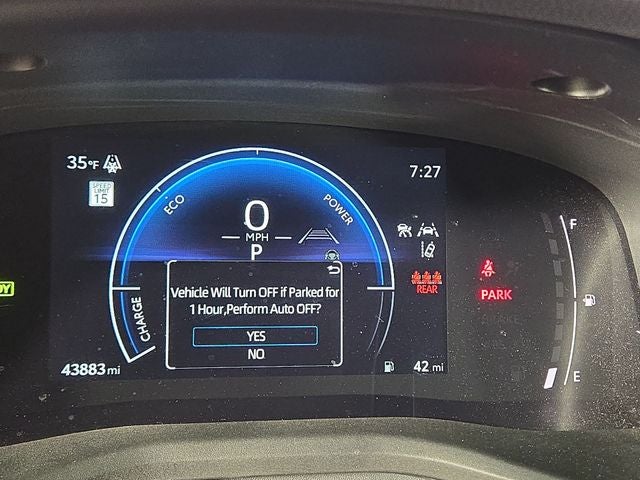 35°F
SPEED
LIMIT
15
7:27
ECO
POWER
0
MPH
P
F
REAR
PARK
DY
CHARGE
Vehicle Will Turn OFF if Parked for
1 Hour,Perform Auto OFF?
YES
NO
43883 mi
42 mi
E